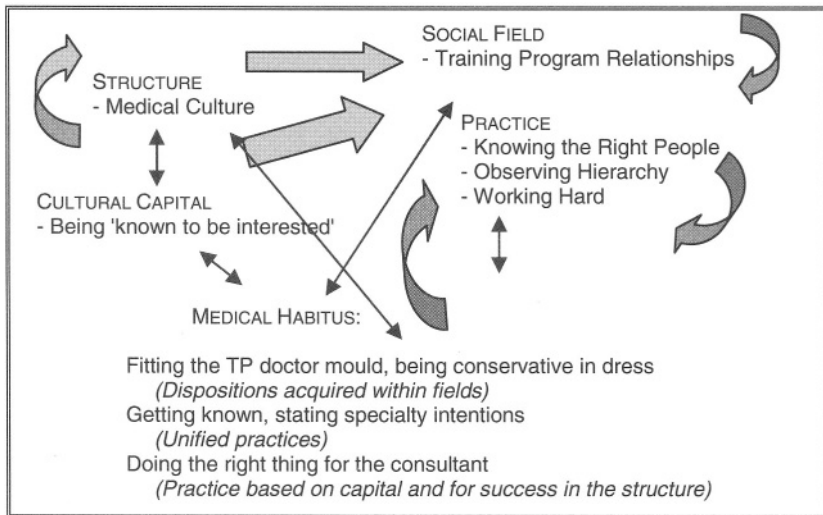 SOCIAL FIELD
- Training Program Relationships
STRUCTURE
- Medical Culture
PRACTICE
- Knowing the Right People
- Observing Hierarchy
- Working Hard
CULTURAL CAPITAL
- Being 'known to be interested'
MEDICAL HABITUS:
Fitting the TP doctor mould, being conservative in dress
(Dispositions acquired within fields)
Getting known, stating specialty intentions
(Unified practices)
Doing the right thing for the consultant
(Practice based on capital and for success in the structure)